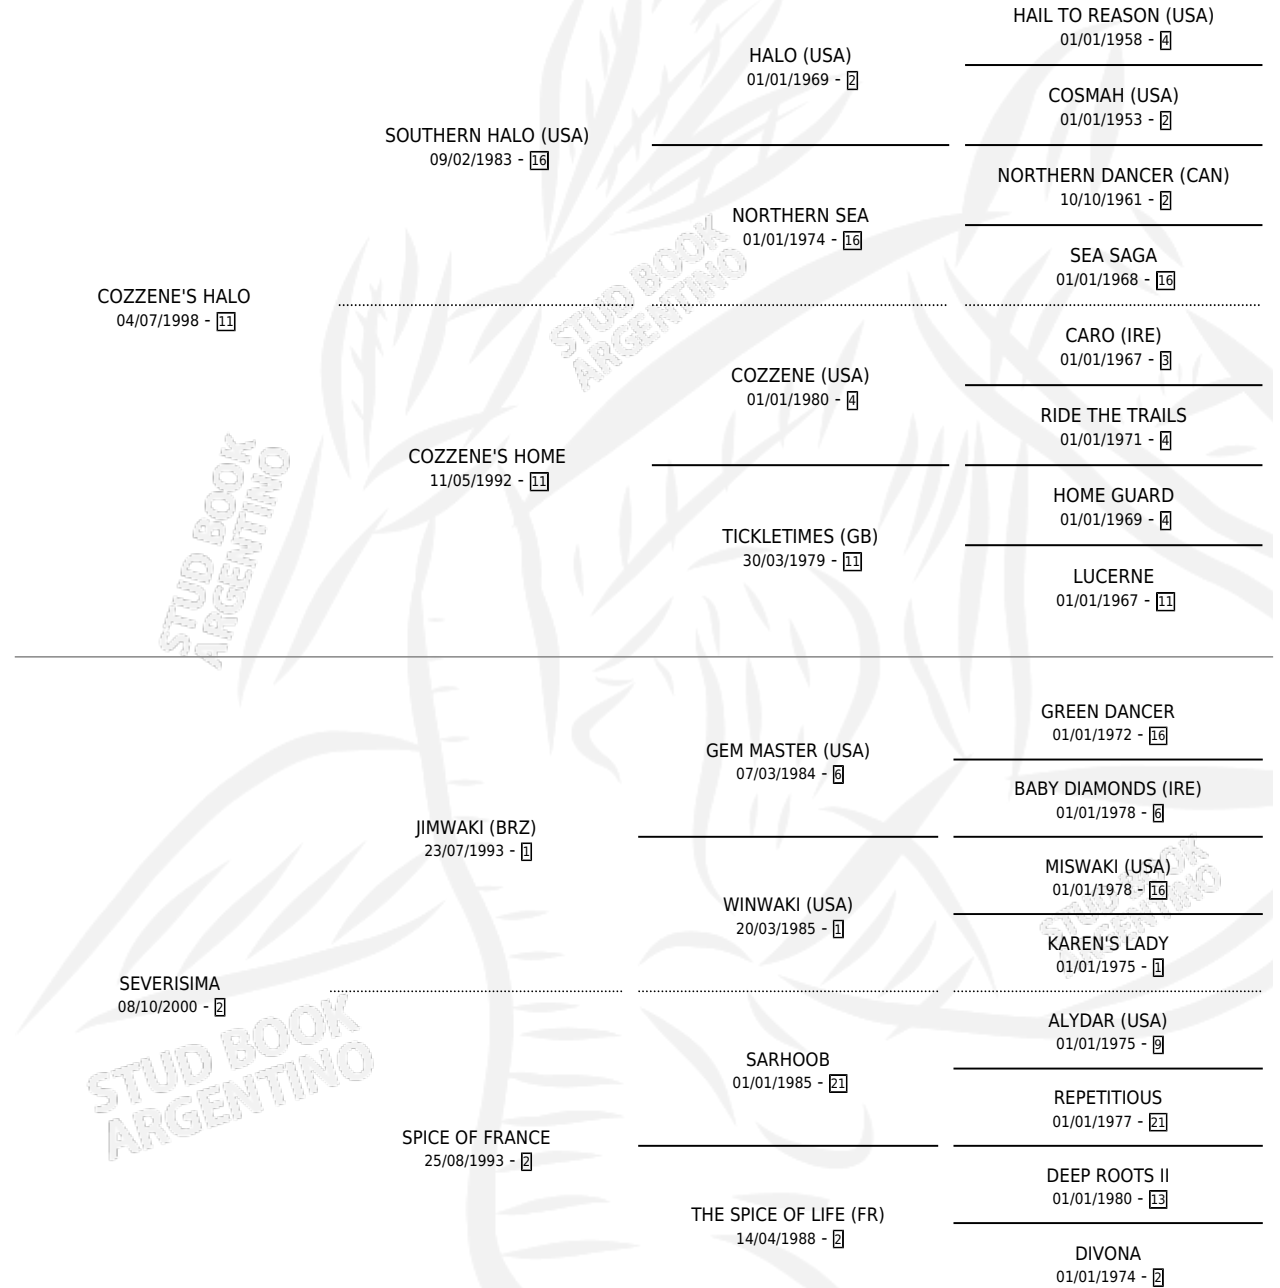 HAIL TO REASON (USA)
01/01/1958 - 4
HALO (USA)
01/01/1969 - 2
COSMAH (USA)
01/01/1953 - 2
SOUTHERN HALO (USA)
09/02/1983 - 16
NORTHERN DANCER (CAN)
10/10/1961 - 2
NORTHERN SEA
01/01/1974 - 16
SEA SAGA
01/01/1968 - 16
STUD BOOK
ARGENTINO
COZZENE'S HALO
04/07/1998 - 11
CARO (IRE)
01/01/1967 - 3
COZZENE (USA)
01/01/1980 - 4
RIDE THE TRAILS
01/01/1971 - 4
COZZENE'S HOME
11/05/1992 - 11
HOME GUARD
01/01/1969 - 4
TICKLETIMES (GB)
30/03/1979 - 11
LUCERNE
01/01/1967 - 11
STUD BOOK
ARGENTINO
GREEN DANCER
01/01/1972 - 16
GEM MASTER (USA)
07/03/1984 - 6
BABY DIAMONDS (IRE)
01/01/1978 - 6
JIMWAKI (BRZ)
23/07/1993 - 1
MISWAKI (USA)
01/01/1978 - 16
WINWAKI (USA)
20/03/1985 - 1
STUD BOOK
ARGENTINO
KAREN'S LADY
01/01/1975 - 1
SEVERISIMA
08/10/2000 - 2
ALYDAR (USA)
01/01/1975 - 9
SARHOOB
01/01/1985 - 21
REPETITIOUS
01/01/1977 - 21
STUD BOOK
ARGENTINO
SPICE OF FRANCE
25/08/1993 - 2
DEEP ROOTS II
01/01/1980 - 13
THE SPICE OF LIFE (FR)
14/04/1988 - 2
DIVONA
01/01/1974 - 2